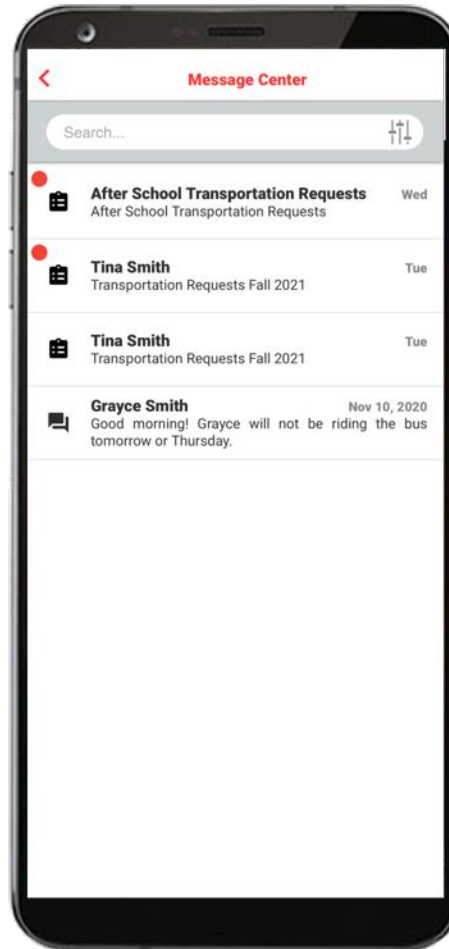 Message Center
Search...
After School Transportation Requests Wed
After School Transportation Requests
Tina Smith Tue
Transportation Requests Fall 2021
Tina Smith Tue
Transportation Requests Fall 2021
Grayce Smith Nov 10, 2020
Good morning! Grayce will not be riding the bus
tomorrow or Thursday.